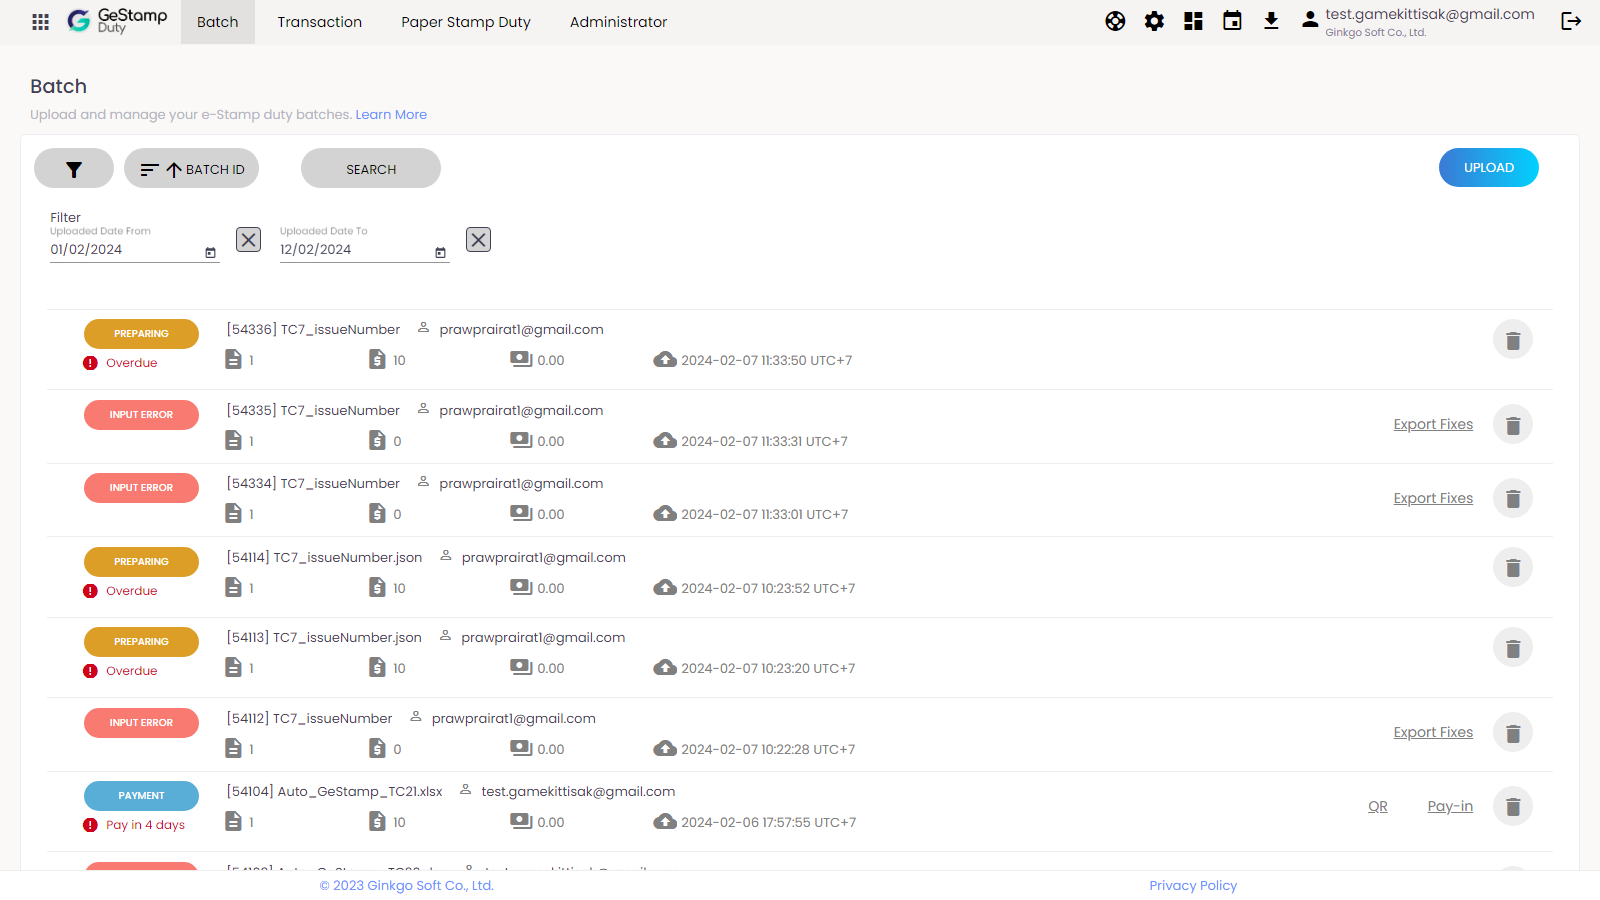 GeStamp
Duty
Batch
Transaction
Paper Stamp Duty
Administrator
test.gamekittisak@gmail.com
Ginkgo Soft Co., Ltd.
Batch
Upload and manage your e-Stamp duty batches. Learn More
BATCH ID
SEARCH
UPLOAD
Filter
Uploaded Date From
01/02/2024
Uploaded Date To
12/02/2024
PREPARING
Overdue
[54336] TC7_issueNumber prawprairat1@gmail.com
1 10 0.00 2024-02-07 11:33:50 UTC+7
INPUT ERROR
[54335] TC7_issueNumber prawprairat1@gmail.com
1 0 0.00 2024-02-07 11:33:31 UTC+7
Export Fixes
INPUT ERROR
[54334] TC7_issueNumber prawprairat1@gmail.com
1 0 0.00 2024-02-07 11:33:01 UTC+7
Export Fixes
PREPARING
Overdue
[54114] TC7_issueNumber.json prawprairat1@gmail.com
1 10 0.00 2024-02-07 10:23:52 UTC+7
PREPARING
Overdue
[54113] TC7_issueNumber.json prawprairat1@gmail.com
1 10 0.00 2024-02-07 10:23:20 UTC+7
INPUT ERROR
[54112] TC7_issueNumber prawprairat1@gmail.com
1 0 0.00 2024-02-07 10:22:28 UTC+7
Export Fixes
PAYMENT
Pay in 4 days
[54104] Auto_GeStamp_TC21.xlsx test.gamekittisak@gmail.com
1 10 0.00 2024-02-06 17:57:55 UTC+7
QR
Pay-in
© 2023 Ginkgo Soft Co., Ltd.
Privacy Policy